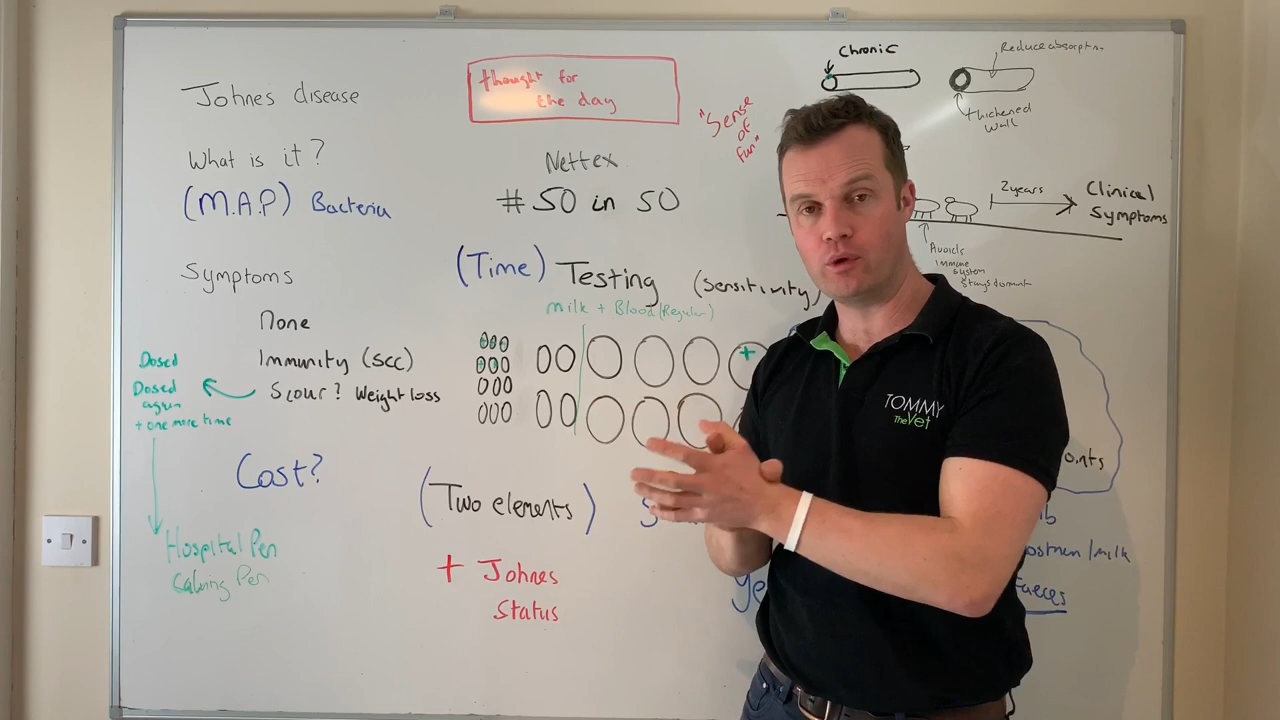 Johnes disease
What is it?
(M.A.P) Bacteria
Symptoms
None
Immunity (SCC)
Scour? Weight loss
Dosed
Dosed
again
+ one more time
Cost?
Hospital Pen
Calving Pen
thought for
the day
"Sense
of
fun"
Nettex
#50 in 50
(Time) Testing (Sensitivity)
Milk + Blood (Regular)
+
(Two elements)
+ Johnes
Status
Chronic
Reduce absorption
thickened
wall
2 years
Clinical
Symptoms
Avoids
immune
system
Stays dormant
TOMMY
The Vet
/milk
Faeces